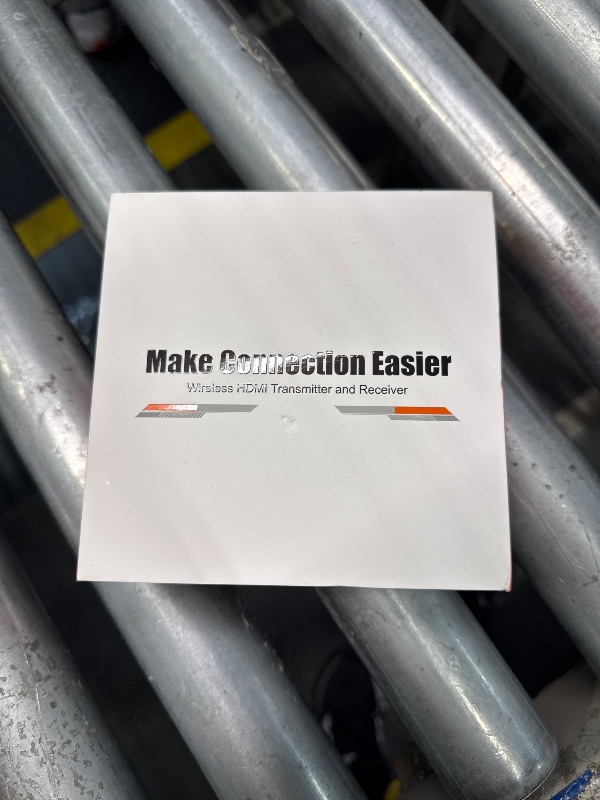 Make Connection Easier
Wireless HDMI Transmitter and Receiver